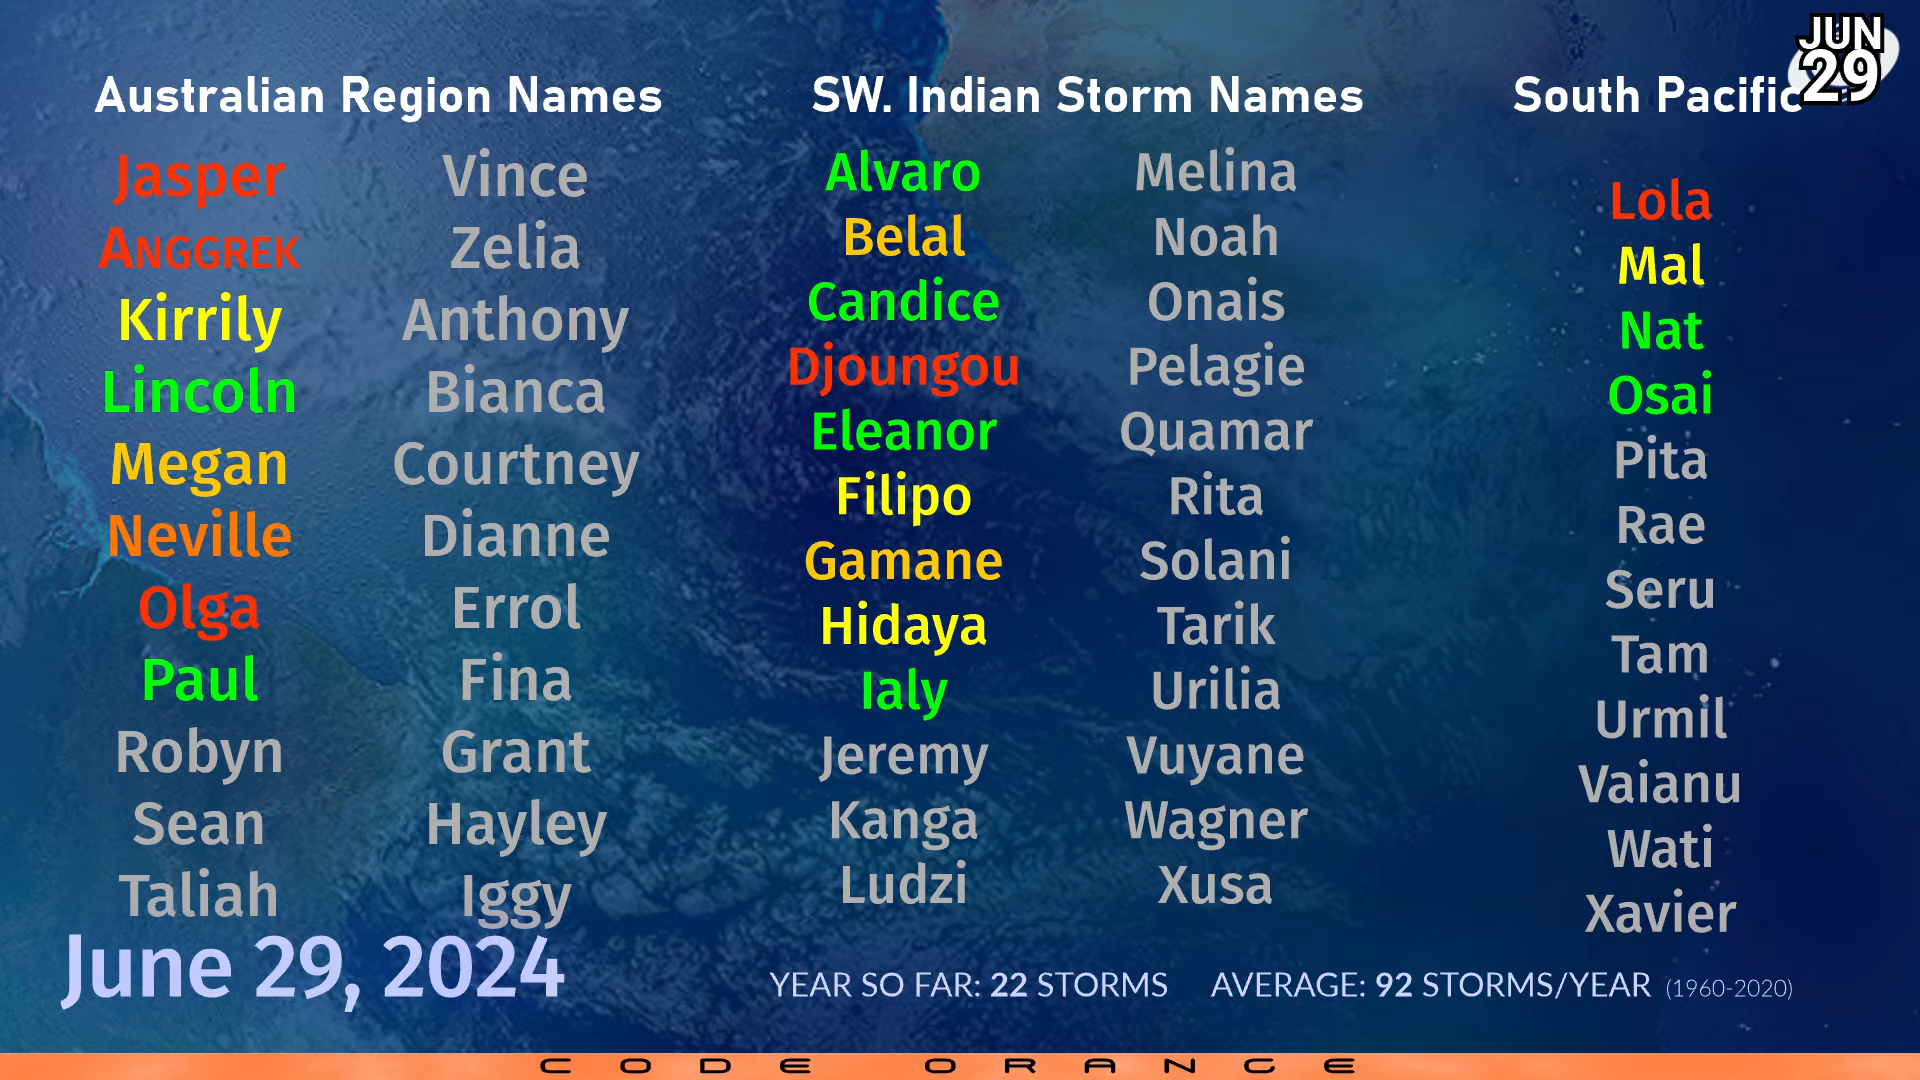 JUN
29
Australian Region Names
Jasper
ANGGREK
Kirrily
Lincoln
Megan
Neville
Olga
Paul
Robyn
Sean
Taliah
Vince
Zelia
Anthony
Bianca
Courtney
Dianne
Errol
Fina
Grant
Hayley
Iggy
SW. Indian Storm Names
Alvaro
Belal
Candice
Djoungou
Eleanor
Filipo
Gamane
Hidaya
Ialy
Jeremy
Kanga
Ludzi
Melina
Noah
Onais
Pelagie
Quamar
Rita
Solani
Tarik
Urilia
Vuyane
Wagner
Xusa
South Pacific
Lola
Mal
Nat
Osai
Pita
Rae
Seru
Tam
Urmil
Vaianu
Wati
Xavier
June 29, 2024
YEAR SO FAR: 22 STORMS AVERAGE: 92 STORMS/YEAR (1960-2020)
CODE ORANGE